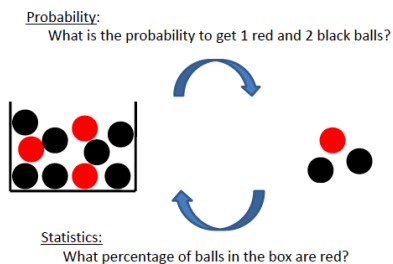 Probability:
What is the probability to get 1 red and 2 black balls?
Statistics:
What percentage of balls in the box are red?